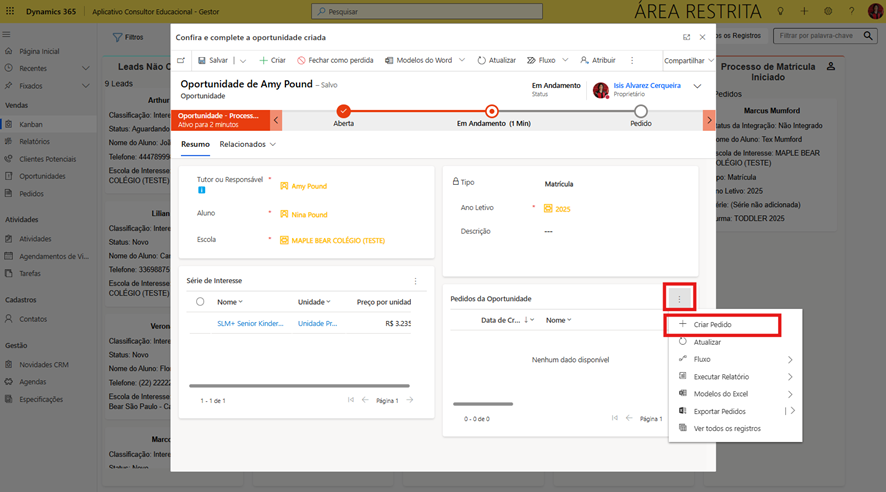 Dynamics 365
Aplicativo Consultor Educacional - Gestor
Pesquisar
ÁREA RESTRITA
Página Inicial
Recentes
Fixados
Vendas
Kanban
Relatórios
Clientes Potenciais
Oportunidades
Pedidos
Atividades
Atividades
Agendamentos de Vi...
Tarefas
Cadastros
Contatos
Gestão
Novidades CRM
Agendas
Especificações
Filtros
os Registros
Filtrar por palavra-chave
Leads Não C
9 Leads
Arthur
Classificação: Intere
Status: Aguardando
Nome do Aluno: Joã
Telefone: 44478999
Escola de Interesse:
COLÉGIO (TESTE)
Lilian
Classificação: Intere
Status: Novo
Nome do Aluno: Car
Telefone: 33698875
Escola de Interesse:
COLÉGIO (TESTE)
Veron
Classificação: Intere
Status: Novo
Nome do Aluno: Fel
Telefone: (22) 22222
Escola de Interesse:
Bear São Paulo - Ca
Marco
Classificação: Intere
Status: Novo
Confira e complete a oportunidade criada
Salvar
Criar
Fechar como perdida
Modelos do Word
Atualizar
Fluxo
Atribuir
Compartilhar
Oportunidade de Amy Pound - Salvo
Oportunidade
Em Andamento
Status
Isis Alvarez Cerqueira
Proprietário
Oportunidade - Process...
Ativo para 2 minutos
Aberta
Em Andamento (1 Min)
Pedido
Resumo
Relacionados
Tutor ou Responsável *
Amy Pound
Aluno *
Nina Pound
Escola *
MAPLE BEAR COLÉGIO (TESTE)
Tipo
Matrícula
Ano Letivo *
2025
Descrição
---
Série de Interesse
Nome
Unidade
Preço por unidad
SLM+ Senior Kinder...
Unidade Pr...
R$ 3.235
1 - 1 de 1
Página 1
Pedidos da Oportunidade
Data de Cr...
Nome
Nenhum dado disponível
0 - 0 de 0
Página 1
Criar Pedido
Atualizar
Fluxo
Executar Relatório
Modelos do Excel
Exportar Pedidos
Ver todos os registros
Processo de Matrícula
Iniciado
Pedidos
Marcus Mumford
Status da Integração: Não Integrado
Nome do Aluno: Tex Mumford
Escola de Interesse: MAPLE BEAR
COLÉGIO (TESTE)
Tipo: Matrícula
Ano Letivo: 2025
Série: (Série não adicionada)
Turma: TODDLER 2025